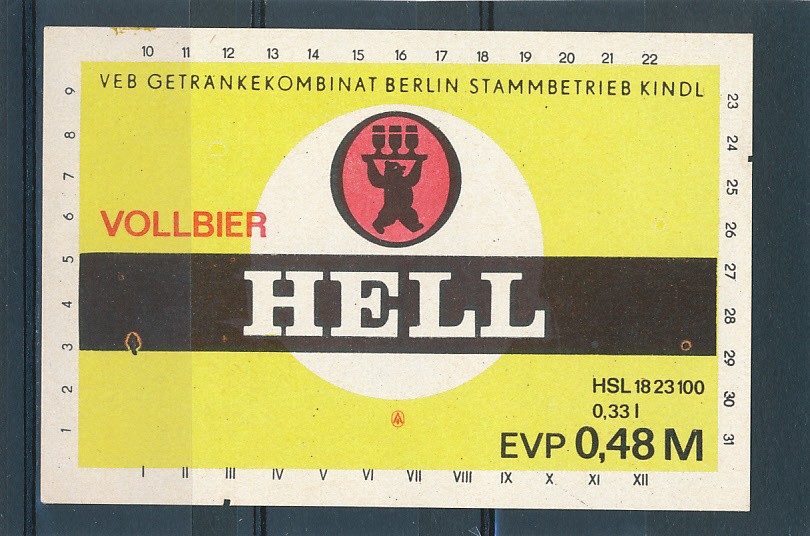 10 11 12 13 14 15 16 17 18 19 20 21 22
VEB GETRÄNKEKOMBINAT BERLIN STAMMBETRIEB KINDL
9
8
7
6
5
4
3
2
1
23
24
25
26
27
28
29
30
31
VOLLBIER
HELL
HSL 18 23 100
0,33 l
EVP 0,48 M
I II III IV V VI VII VIII IX X XI XII